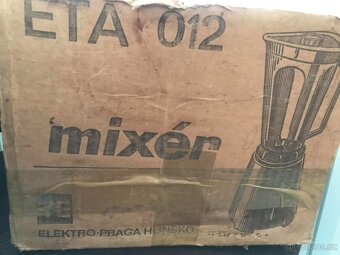 ETA 012
mixér
ELEKTRO-PRAGA HLINSKO